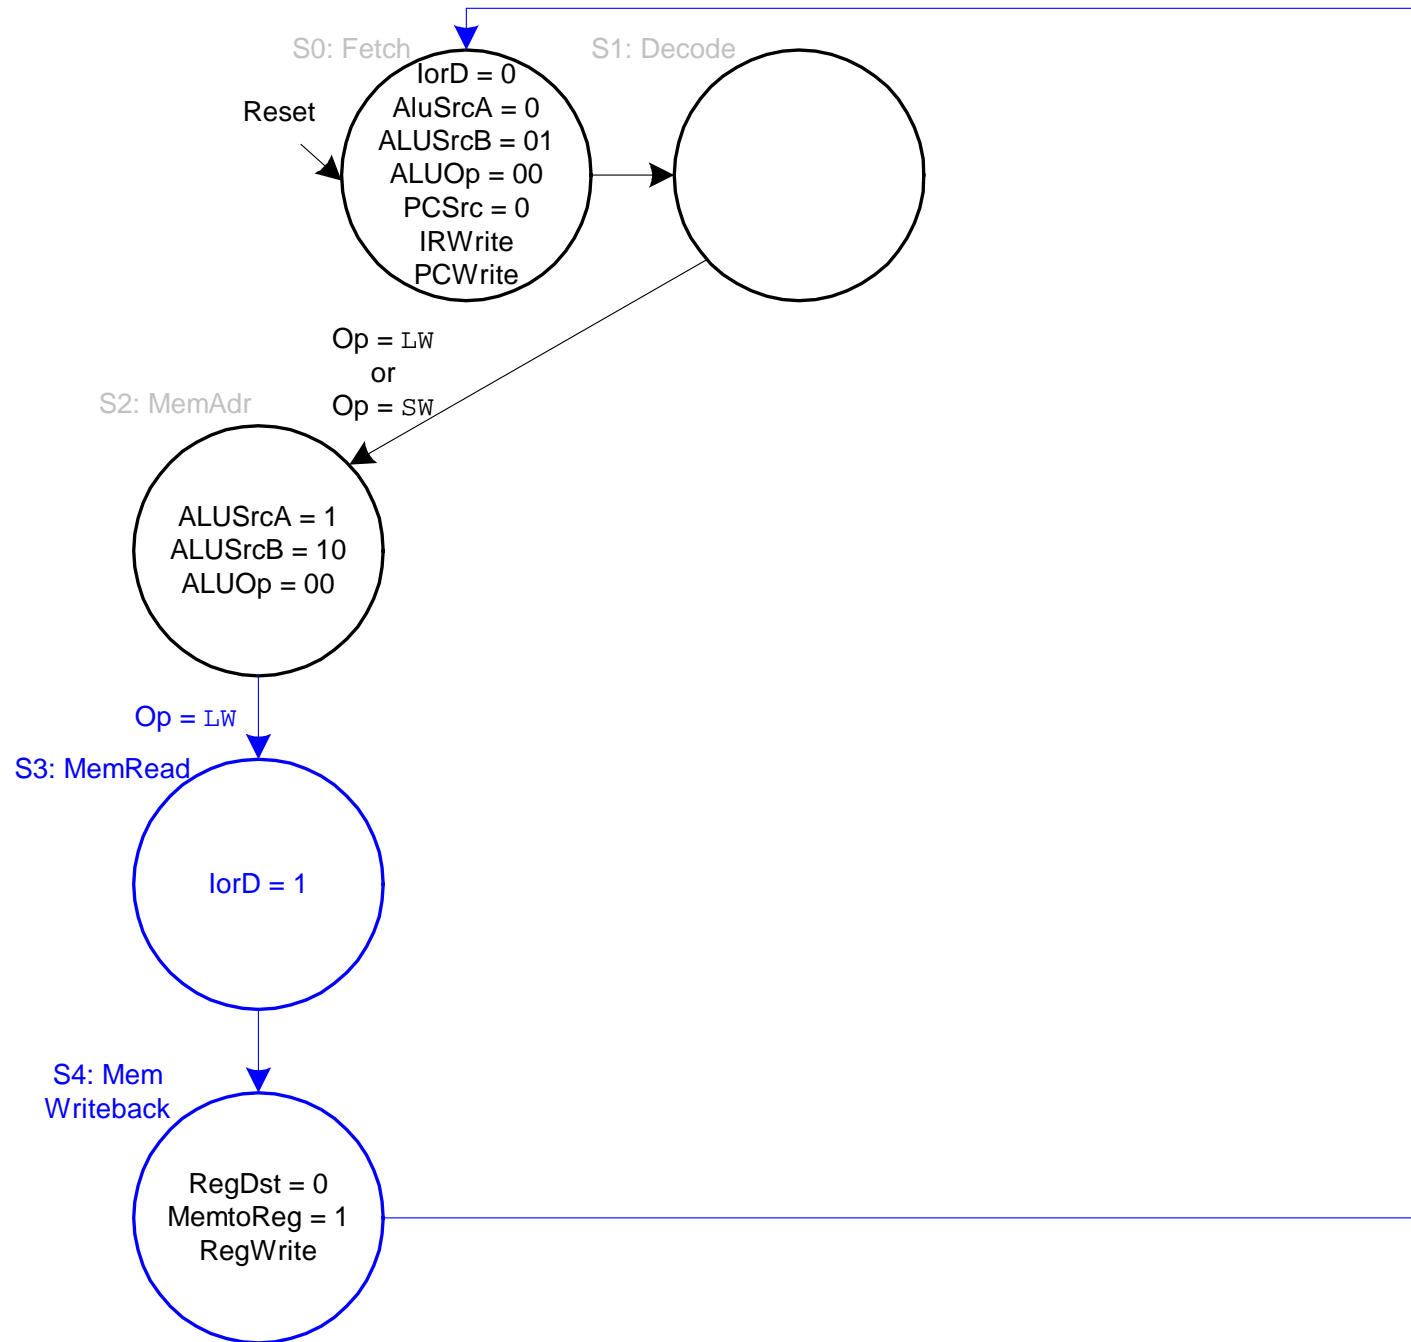 S0: Fetch
S1: Decode
IorD = 0
AluSrcA = 0
ALUSrcB = 01
ALUOp = 00
PCSrc = 0
IRWrite
PCWrite
Reset
Op = LW
or
Op = SW
S2: MemAdr
ALUSrcA = 1
ALUSrcB = 10
ALUOp = 00
Op = LW
S3: MemRead
IorD = 1
S4: Mem
Writeback
RegDst = 0
MemtoReg = 1
RegWrite